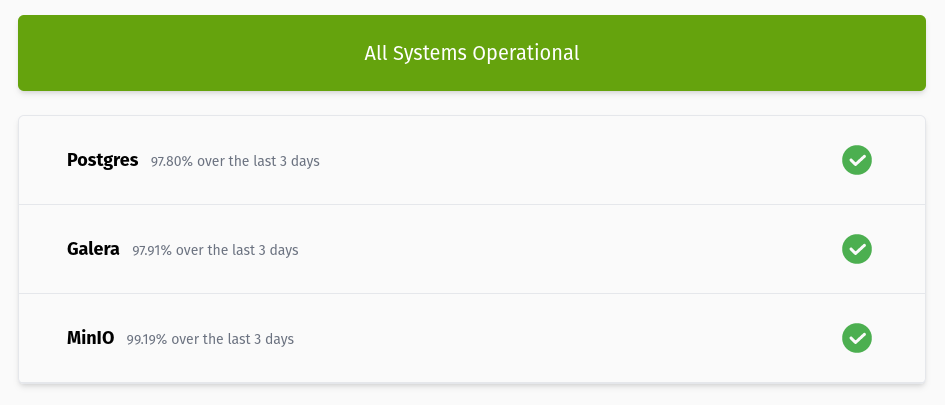 All Systems Operational
Postgres 97.80% over the last 3 days
Galera 97.91% over the last 3 days
MinIO 99.19% over the last 3 days